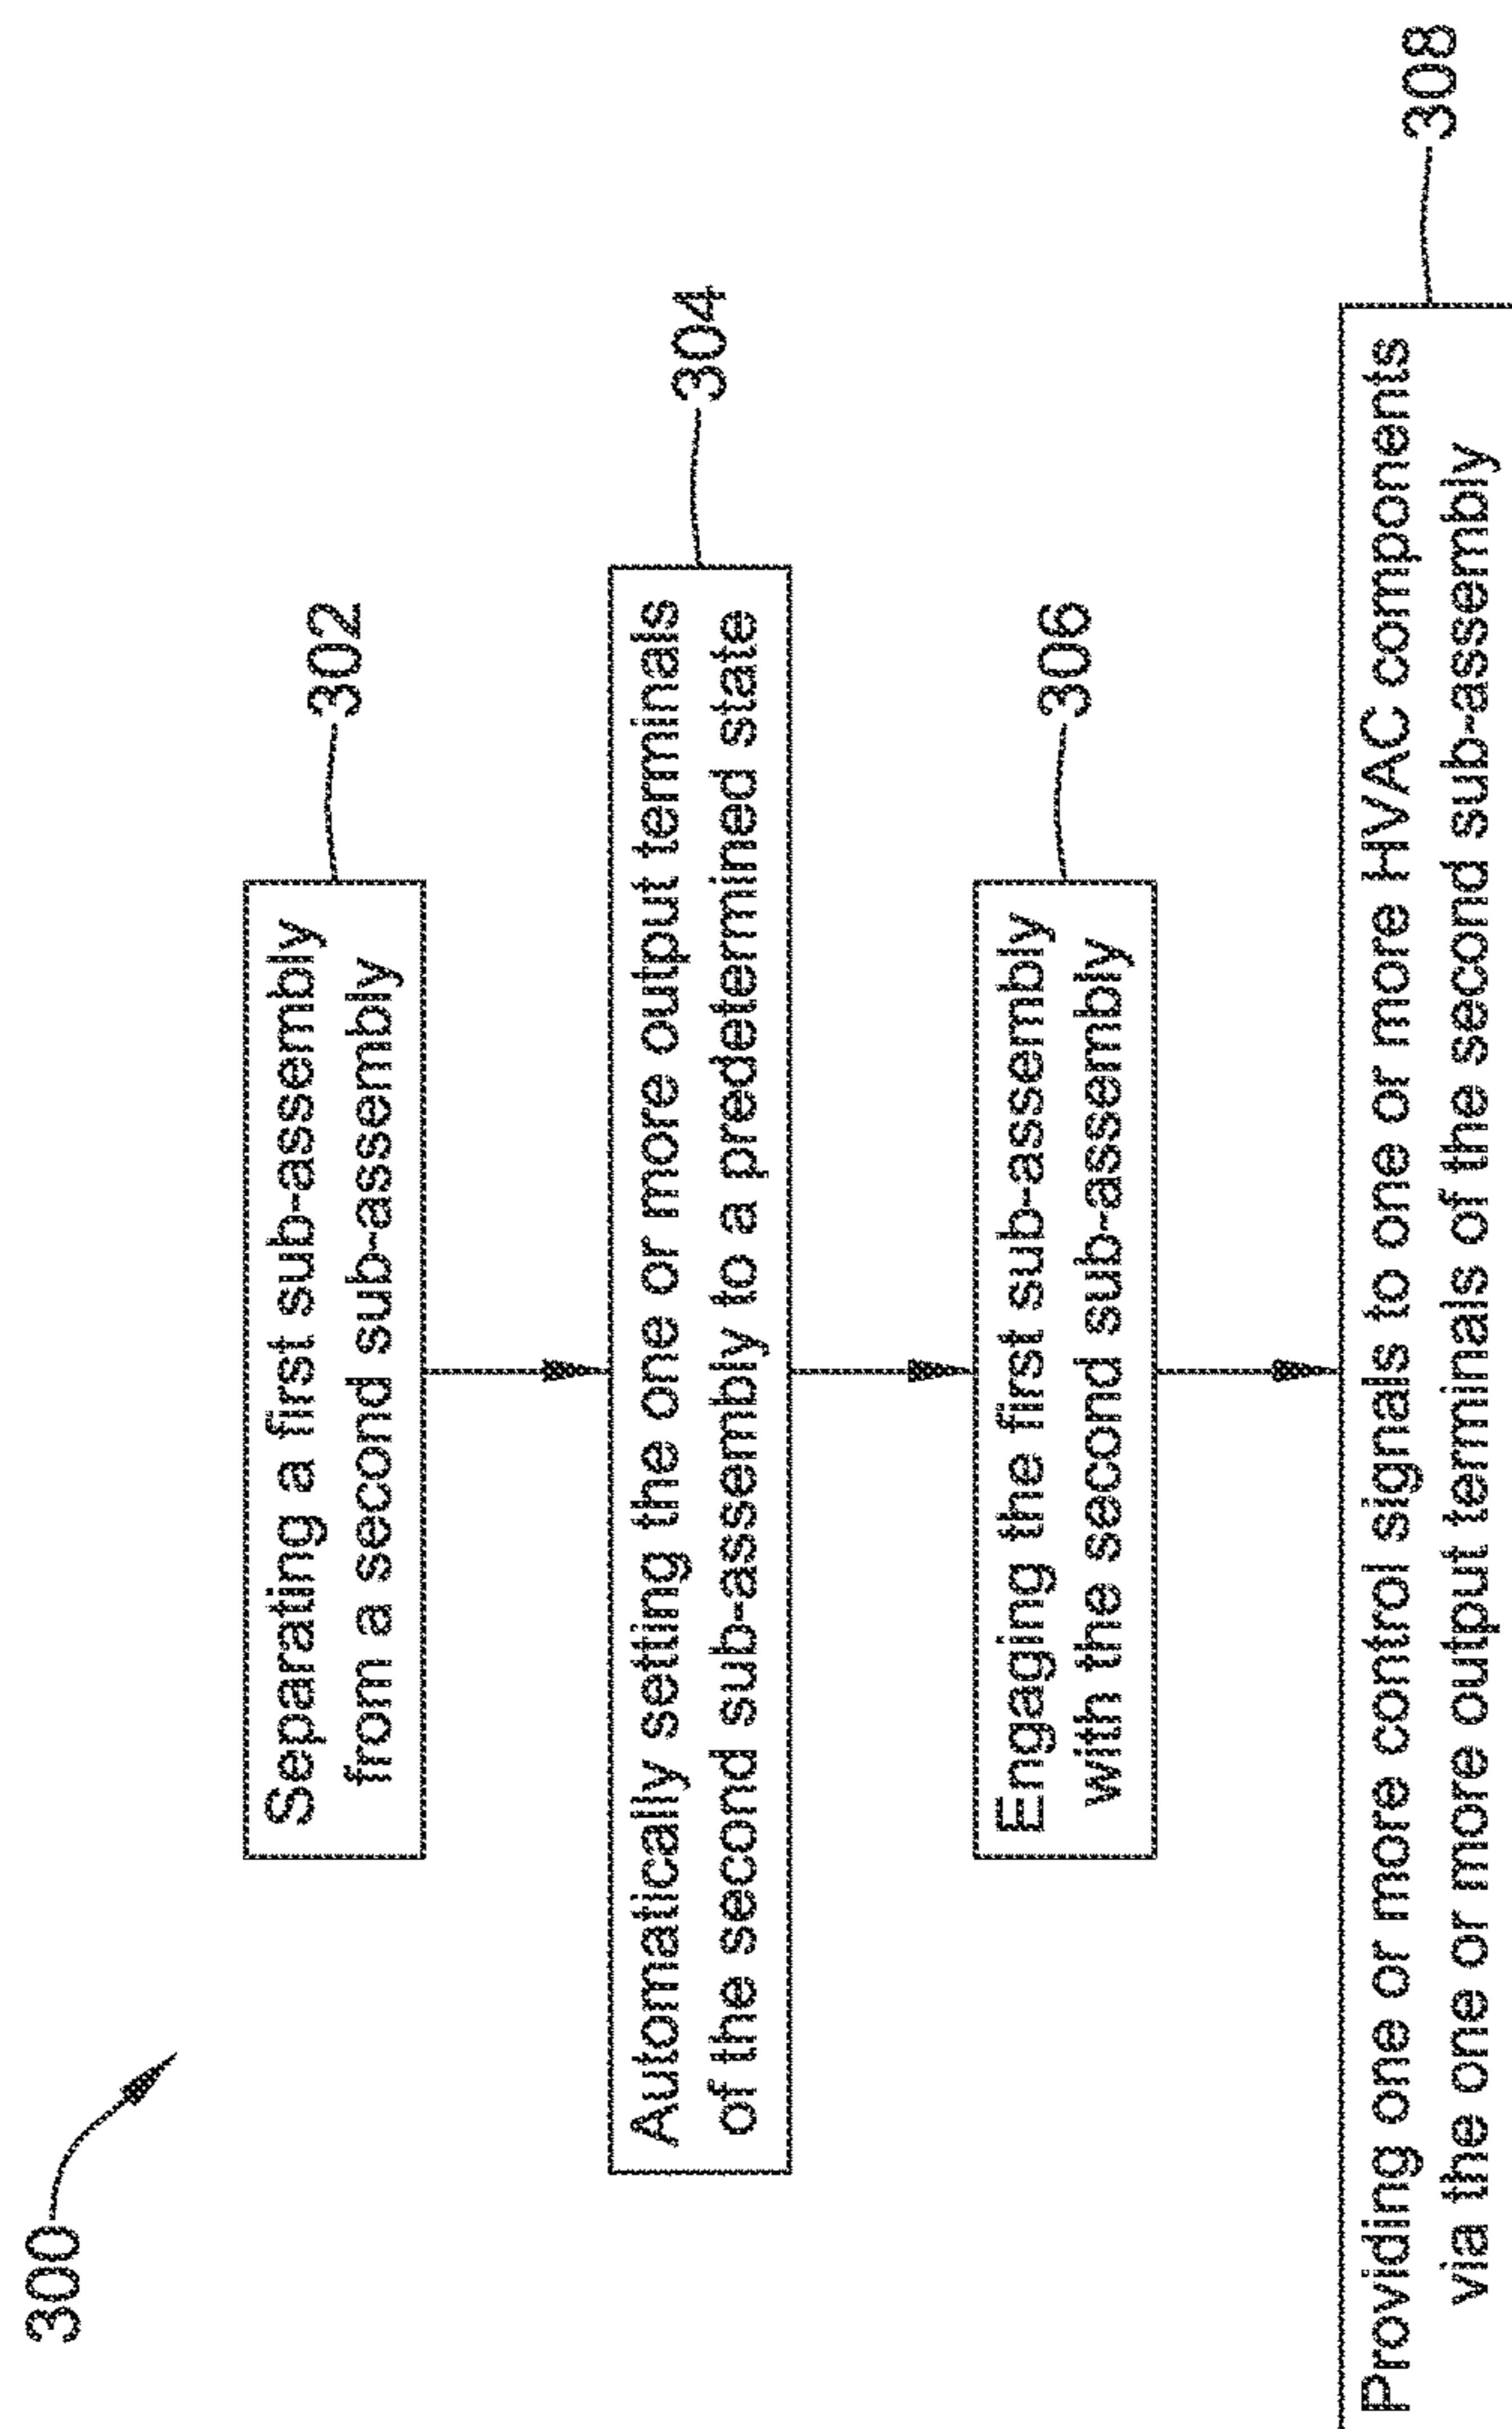 300
Separating a first sub-assembly
from a second sub-assembly
302
Automatically setting the one or more output terminals
of the second sub-assembly to a predetermined state
304
Engaging the first sub-assembly
with the second sub-assembly
306
Providing one or more control signals to one or more HVAC components
via the one or more output terminals of the second sub-assembly
308